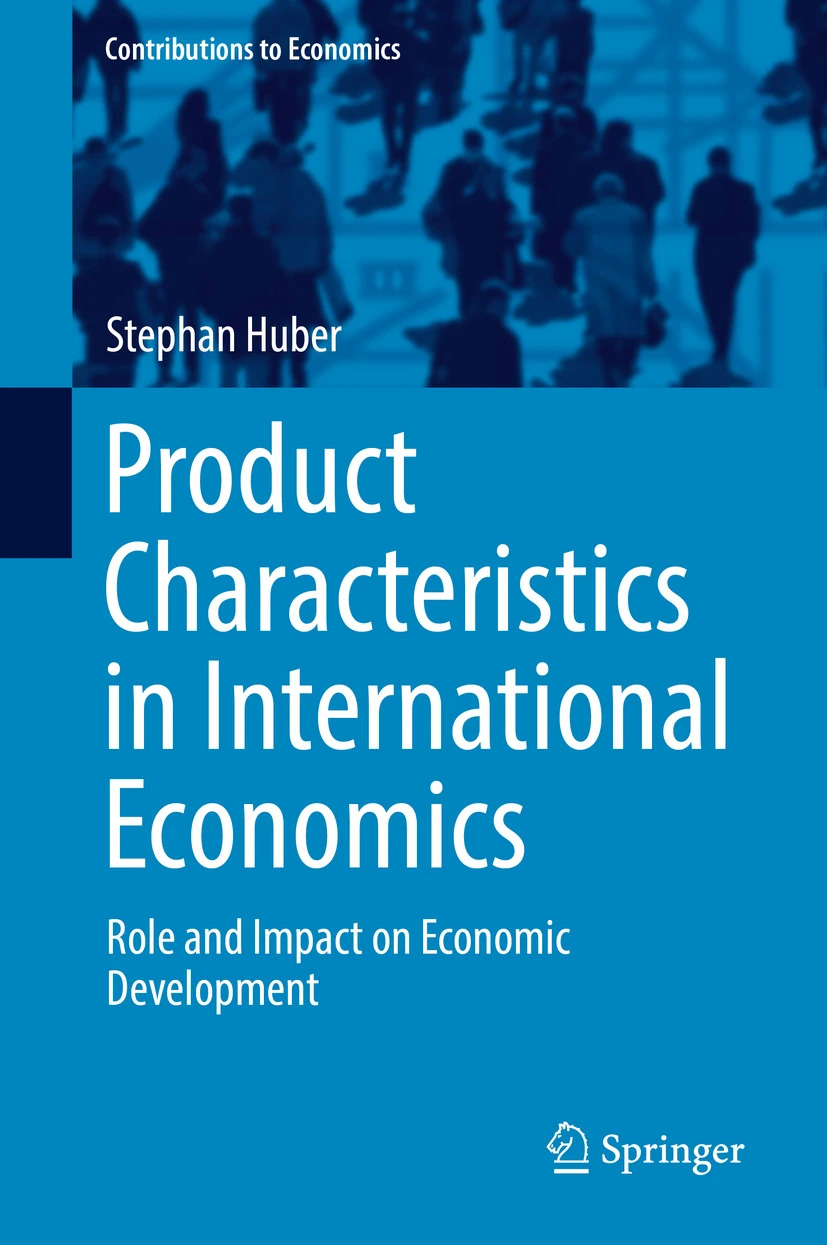 Contributions to Economics
Stephan Huber
Product
Characteristics
in International
Economics
Role and Impact on Economic
Development
Springer